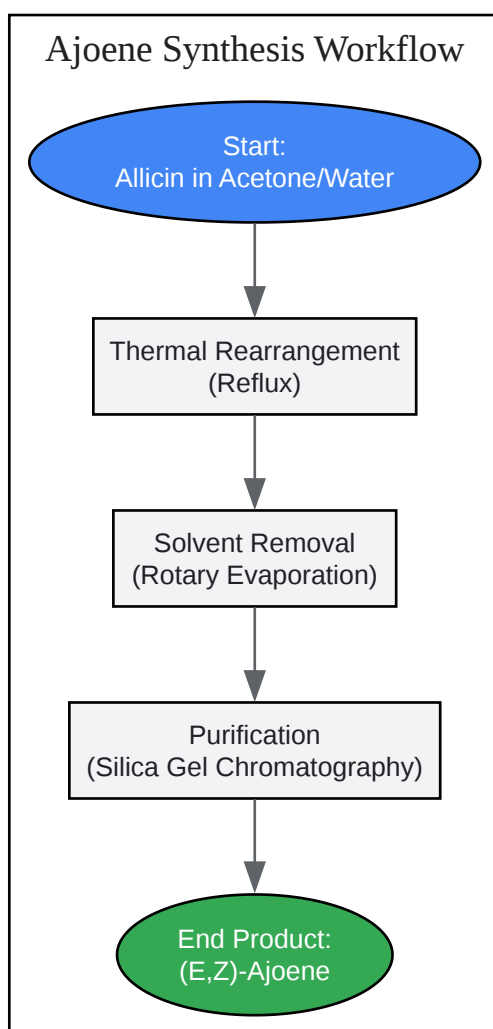 Ajoene Synthesis Workflow
Start:
Allicin in Acetone/Water
Thermal Rearrangement
(Reflux)
Solvent Removal
(Rotary Evaporation)
Purification
(Silica Gel Chromatography)
End Product:
(E,Z)-Ajoene